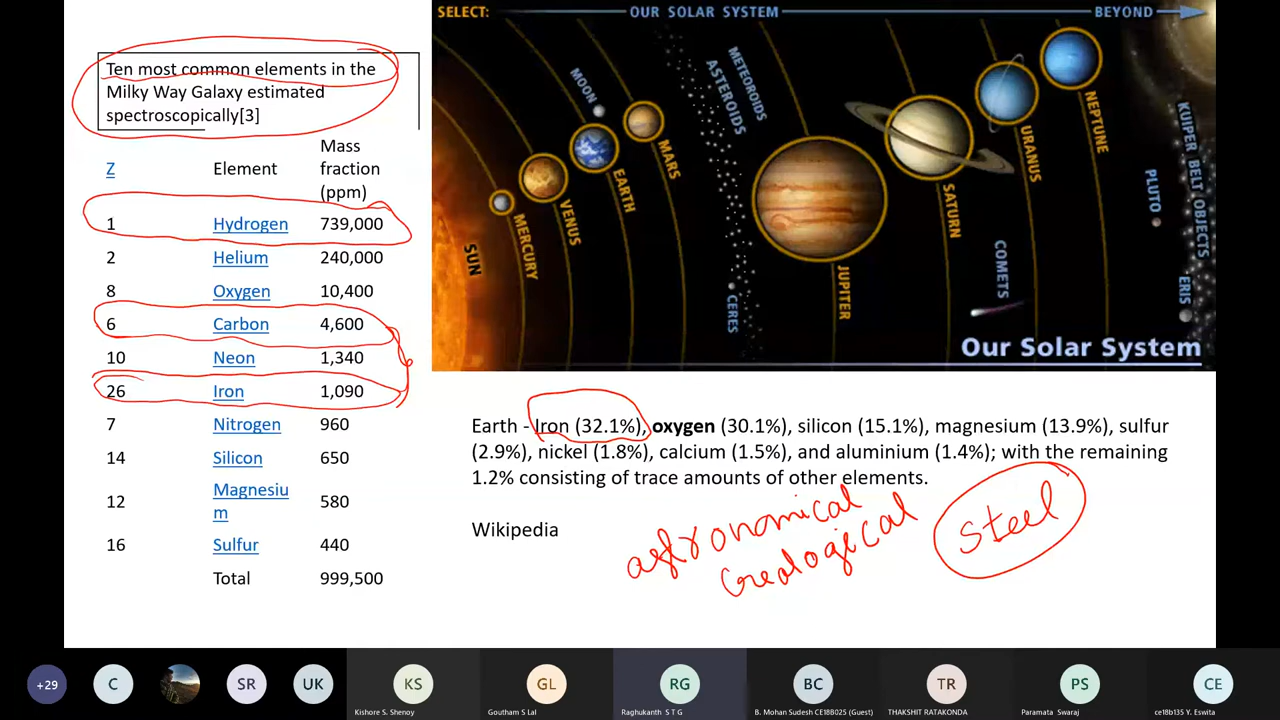 SELECT:
OUR SOLAR SYSTEM
BEYOND
Ten most common elements in the
Milky Way Galaxy estimated
spectroscopically[3]
Z Element Mass
fraction
(ppm)
1 Hydrogen 739,000
2 Helium 240,000
8 Oxygen 10,400
6 Carbon 4,600
10 Neon 1,340
26 Iron 1,090
7 Nitrogen 960
14 Silicon 650
12 Magnesiu
m 580
16 Sulfur 440
Total 999,500
SUN
MERCURY
VENUS
MOON
EARTH
MARS
METEOROIDS
ASTEROIDS
CERES
JUPITER
SATURN
COMETS
URANUS
NEPTUNE
PLUTO
KUIPER BELT OBJECTS
ERIS
Our Solar System
Earth - Iron (32.1%), oxygen (30.1%), silicon (15.1%), magnesium (13.9%), sulfur
(2.9%), nickel (1.8%), calcium (1.5%), and aluminium (1.4%); with the remaining
1.2% consisting of trace amounts of other elements.
Wikipedia
astronomical
Geological
Steel
+29
C
SR
UK
KS
GL
RG
BC
TR
PS
CE
Kishore S. Shenoy
Goutham S Lal
Raghukanth S T G
B. Mohan Sudesh CE18B025 (Guest)
THAKSHIT RATAKONDA
Paramata Swaraj
ce18b135 Y. Eswita